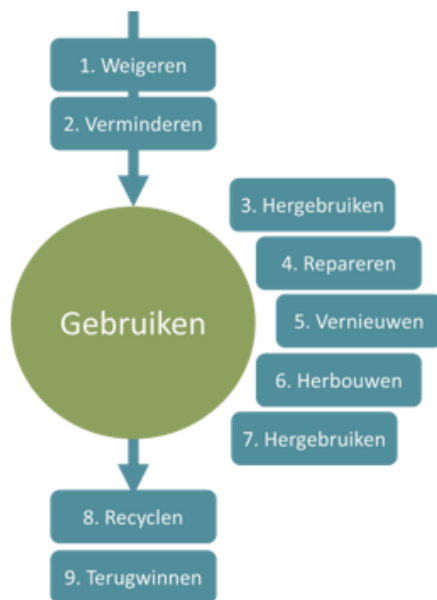 1. Weigeren
2. Verminderen
3. Hergebruiken
4. Repareren
Gebruiken
5. Vernieuwen
6. Herbouwen
7. Hergebruiken
8. Recyclen
9. Terugwinnen